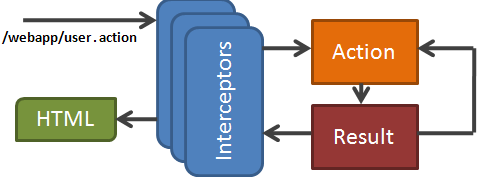 /webapp/user.action
HTML
Interceptors
Action
Result